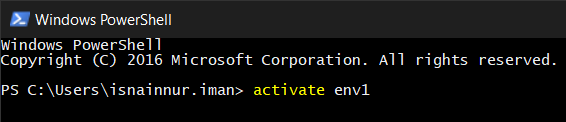 Windows PowerShell
Windows PowerShell
Copyright (C) 2016 Microsoft Corporation. All rights reserved.
PS C:\Users\isnainnur.iman> activate env1